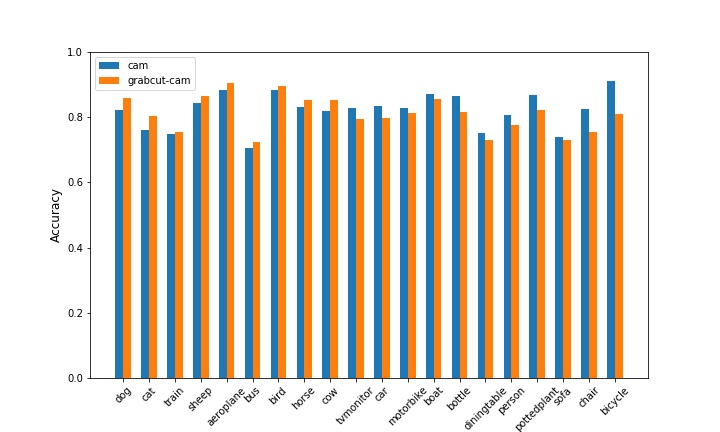 cam
grabcut-cam
1.0
0.8
0.6
0.4
0.2
0.0
Accuracy
dog
cat
train
sheep
aeroplane
bus
bird
horse
cow
tvmonitor
car
motorbike
boat
bottle
diningtable
person
pottedplant
sofa
chair
bicycle